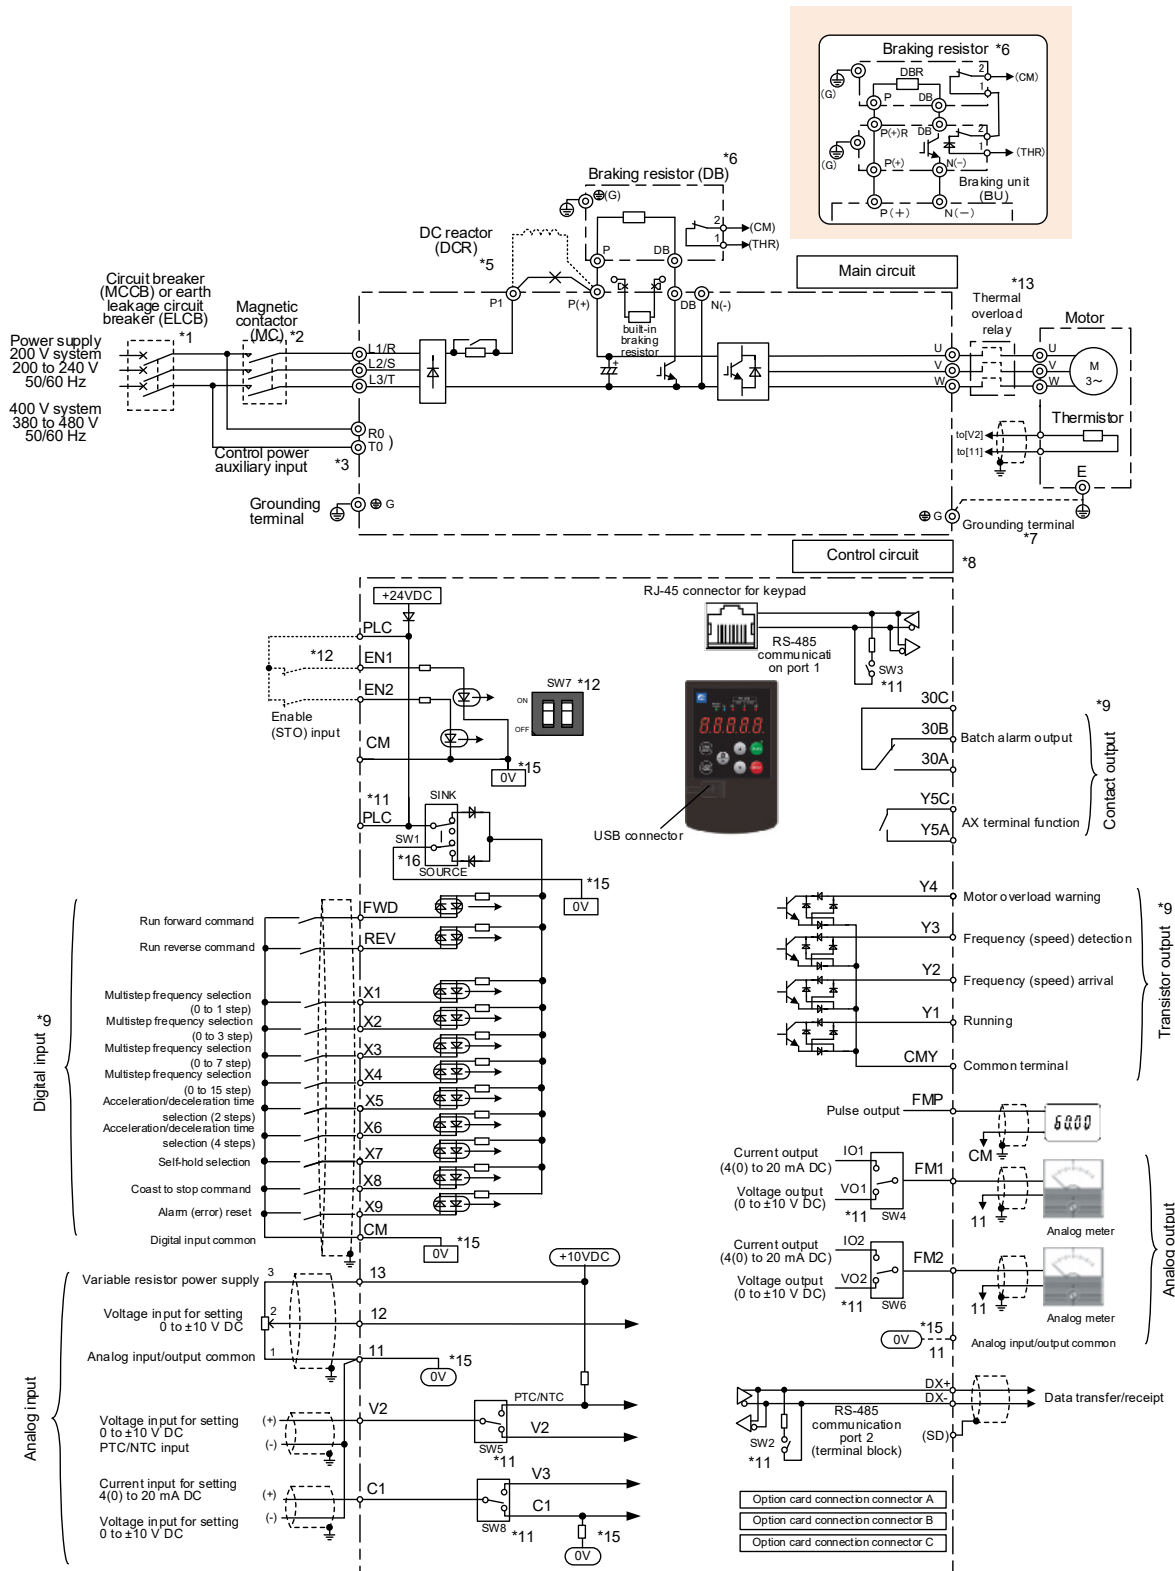 Braking resistor *6
DBR
2
(CM)
1
(G)
P
DB
P(+)R
DB
2
1
(THR)
(G)
P(+)
N(-)
Braking unit
(BU)
P(+)
N(-)
*6
Braking resistor (DB)
(G)
2
(CM)
1
(THR)
P
DB
DC reactor
(DCR)
*5
P1
P(+)
DB
N(-)
built-in
braking
resistor
Main circuit
Circuit breaker
(MCCB) or earth
leakage circuit
breaker (ELCB)
*1
Magnetic
contactor
(MC)
*2
Power supply
200 V system
200 to 240 V
50/60 Hz
400 V system
380 to 480 V
50/60 Hz
L1/R
L2/S
L3/T
R0
T0
)
Control power
auxiliary input
*3
Grounding
terminal
G
*13
Thermal
overload
relay
Motor
U
V
W
U
V
W
M
3~
Thermistor
to[V2]
to[11]
E
G
Grounding terminal
*7
Control circuit
*8
+24VDC
PLC
*12
EN1
EN2
Enable
(STO) input
CM
0V
*15
SW7
*12
ON
OFF
RJ-45 connector for keypad
RS-485
communicati
on port 1
SW3
*11
USB connector
8.8.8.8.8.
30C
30B
30A
Batch alarm output
Y5C
Y5A
AX terminal function
*9
Contact output
*11
PLC
SINK
SW1
*16
SOURCE
*15
0V
FWD
Run forward command
REV
Run reverse command
Multistep frequency selection
(0 to 1 step)
X1
Multistep frequency selection
(0 to 3 step)
X2
Multistep frequency selection
(0 to 7 step)
X3
Multistep frequency selection
(0 to 15 step)
X4
Acceleration/deceleration time
selection (2 steps)
X5
Acceleration/deceleration time
selection (4 steps)
X6
Self-hold selection
X7
Coast to stop command
X8
Alarm (error) reset
X9
Digital input common
CM
0V
*15
Digital input
*9
Y4
Motor overload warning
Y3
Frequency (speed) detection
Y2
Frequency (speed) arrival
Y1
Running
CMY
Common terminal
Transistor output
*9
Pulse output
FMP
60.00
CM
Current output
(4(0) to 20 mA DC)
IO1
Voltage output
(0 to ±10 V DC)
VO1
*11
SW4
FM1
11
Analog meter
Current output
(4(0) to 20 mA DC)
IO2
Voltage output
(0 to ±10 V DC)
VO2
*11
SW6
FM2
11
Analog meter
0V
*15
11
Analog input/output common
Analog output
+10VDC
Variable resistor power supply
3
13
Voltage input for setting
0 to ±10 V DC
2
12
Analog input/output common
1
11
0V
*15
Voltage input for setting
0 to ±10 V DC
PTC/NTC input
(+)
(-)
V2
PTC/NTC
V2
SW5
*11
Current input for setting
4(0) to 20 mA DC
Voltage input for setting
0 to ±10 V DC
(+)
(-)
C1
V3
C1
SW8
*11
*15
0V
Analog input
DX+
DX-
Data transfer/receipt
RS-485
communication
port 2
(terminal block)
SW2
*11
(SD)
Option card connection connector A
Option card connection connector B
Option card connection connector C